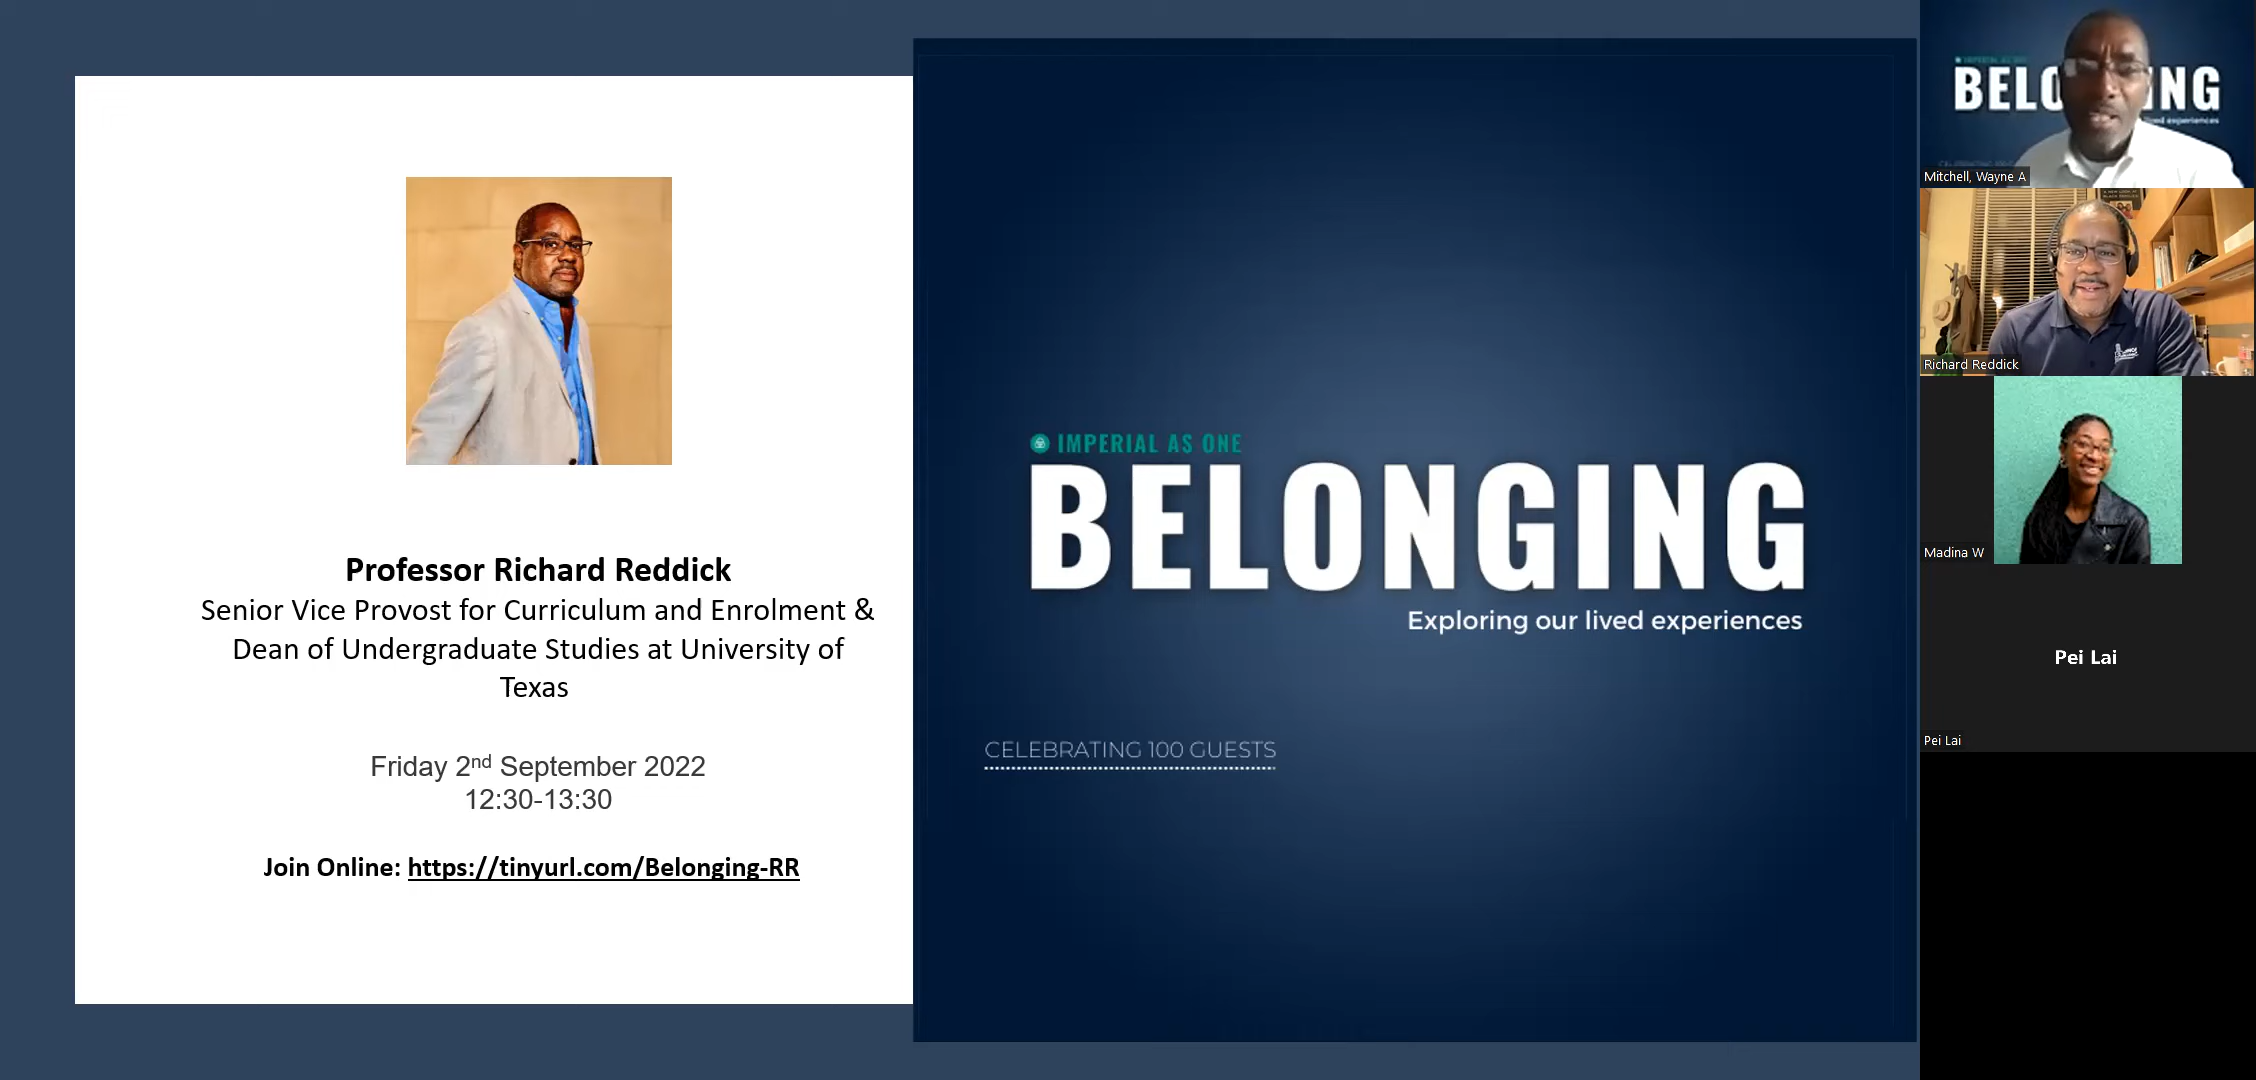 Professor Richard Reddick
Senior Vice Provost for Curriculum and Enrolment &
Dean of Undergraduate Studies at University of
Texas
Friday 2nd September 2022
12:30-13:30
Join Online: https://tinyurl.com/Belonging-RR
IMPERIAL AS ONE
BELONGING
Exploring our lived experiences
CELEBRATING 100 GUESTS
Mitchell, Wayne A
Richard Reddick
Madina W
Pei Lai
Pei Lai